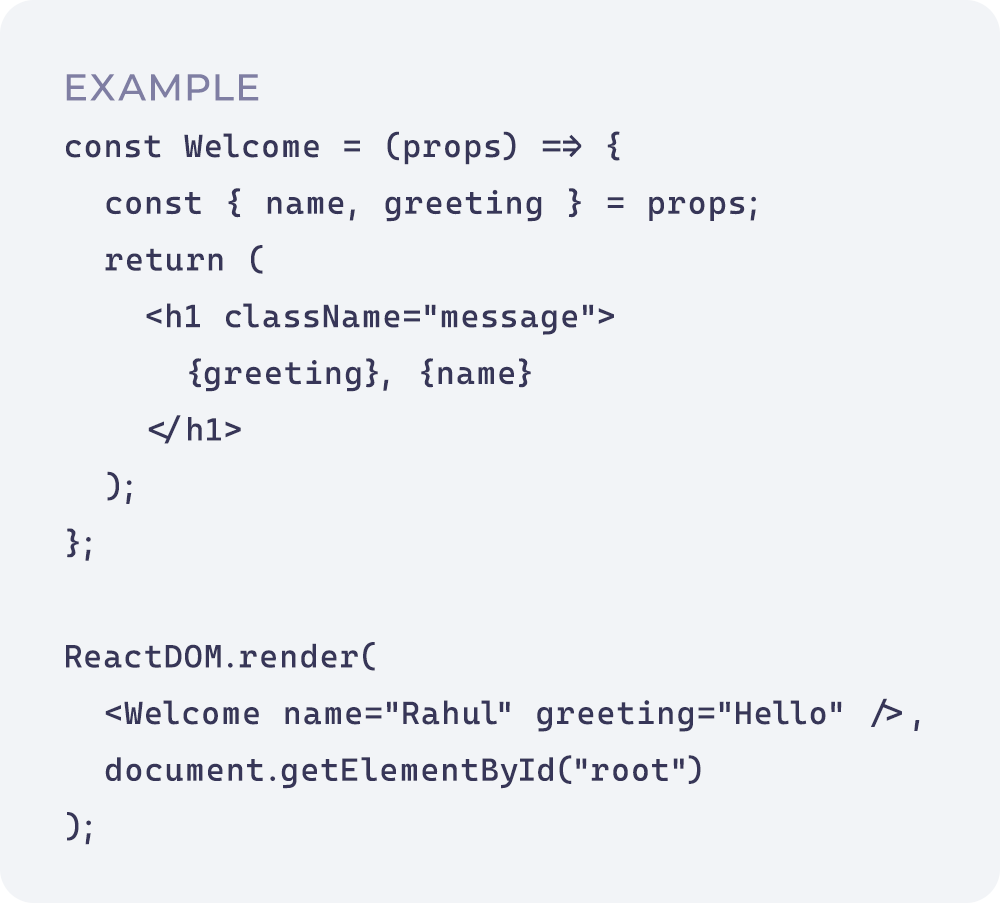 EXAMPLE
const Welcome = (props) => {
  const { name, greeting } = props;
  return (
    <h1 className="message">
      {greeting}, {name}
    </h1>
  );
};

ReactDOM.render(
  <Welcome name="Rahul" greeting="Hello" />,
  document.getElementById("root")
);